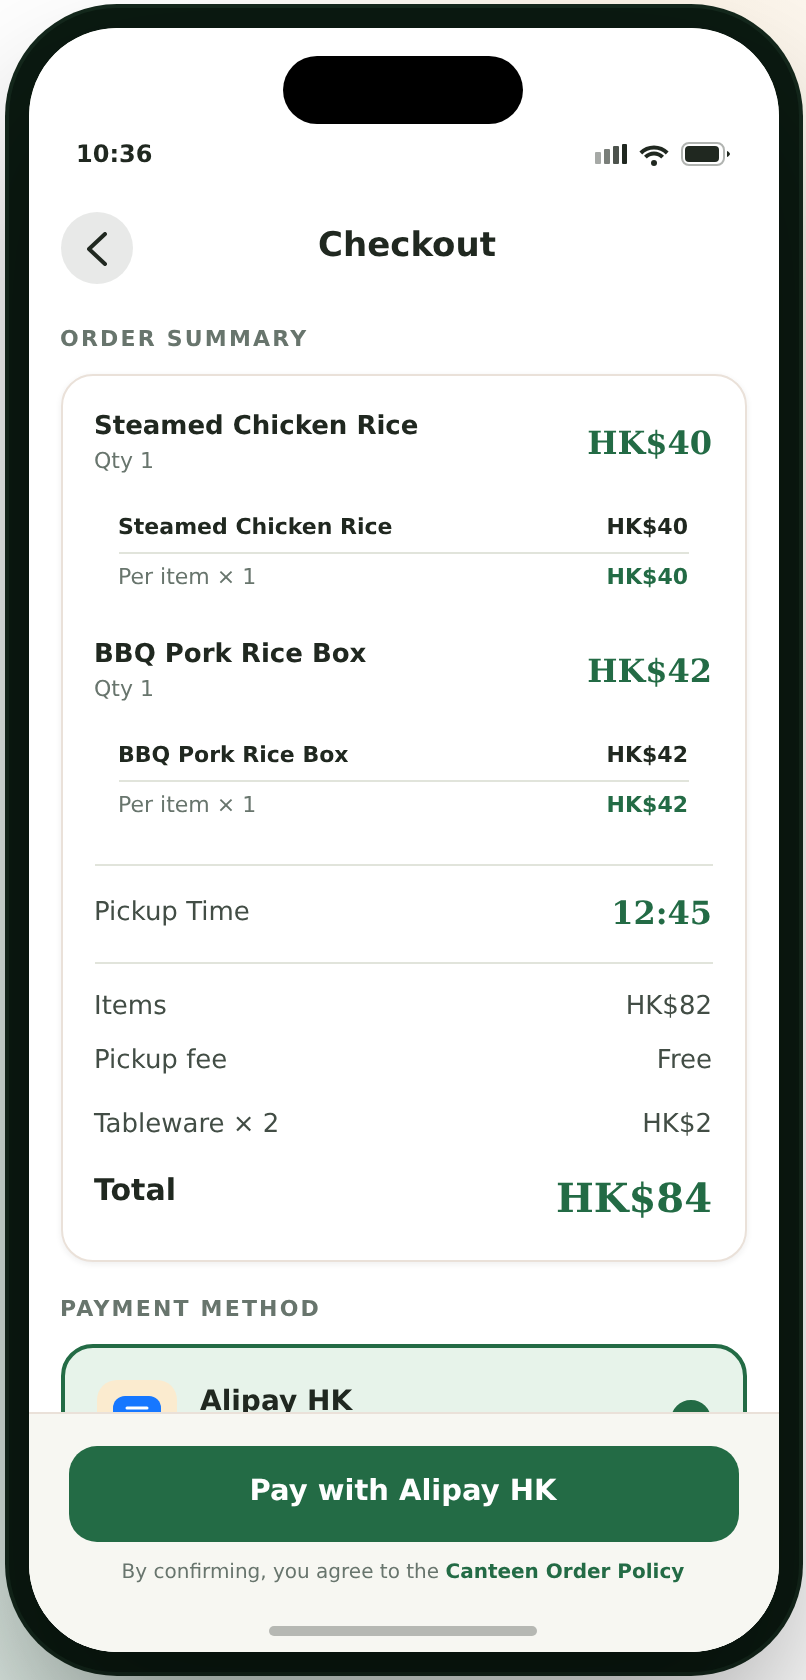 10:36
Checkout
ORDER SUMMARY
Steamed Chicken Rice HK$40
Qty 1
Steamed Chicken Rice HK$40
Per item × 1 HK$40
BBQ Pork Rice Box HK$42
Qty 1
BBQ Pork Rice Box HK$42
Per item × 1 HK$42
Pickup Time 12:45
Items HK$82
Pickup fee Free
Tableware × 2 HK$2
Total HK$84
PAYMENT METHOD
Alipay HK
Pay with Alipay HK
By confirming, you agree to the Canteen Order Policy